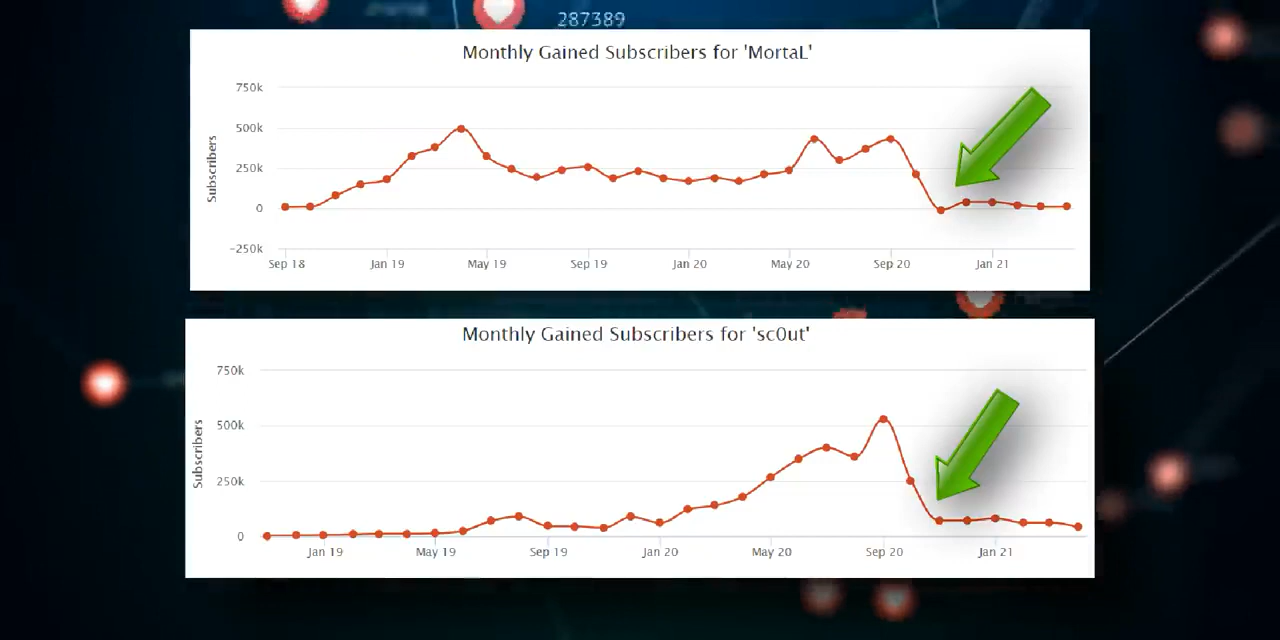 287389
Monthly Gained Subscribers for 'MortaL'
750k
500k
250k
0
-250k
Subscribers
Sep 18 Jan 19 May 19 Sep 19 Jan 20 May 20 Sep 20 Jan 21
Monthly Gained Subscribers for 'sc0ut'
750k
500k
250k
0
Subscribers
Jan 19 May 19 Sep 19 Jan 20 May 20 Sep 20 Jan 21